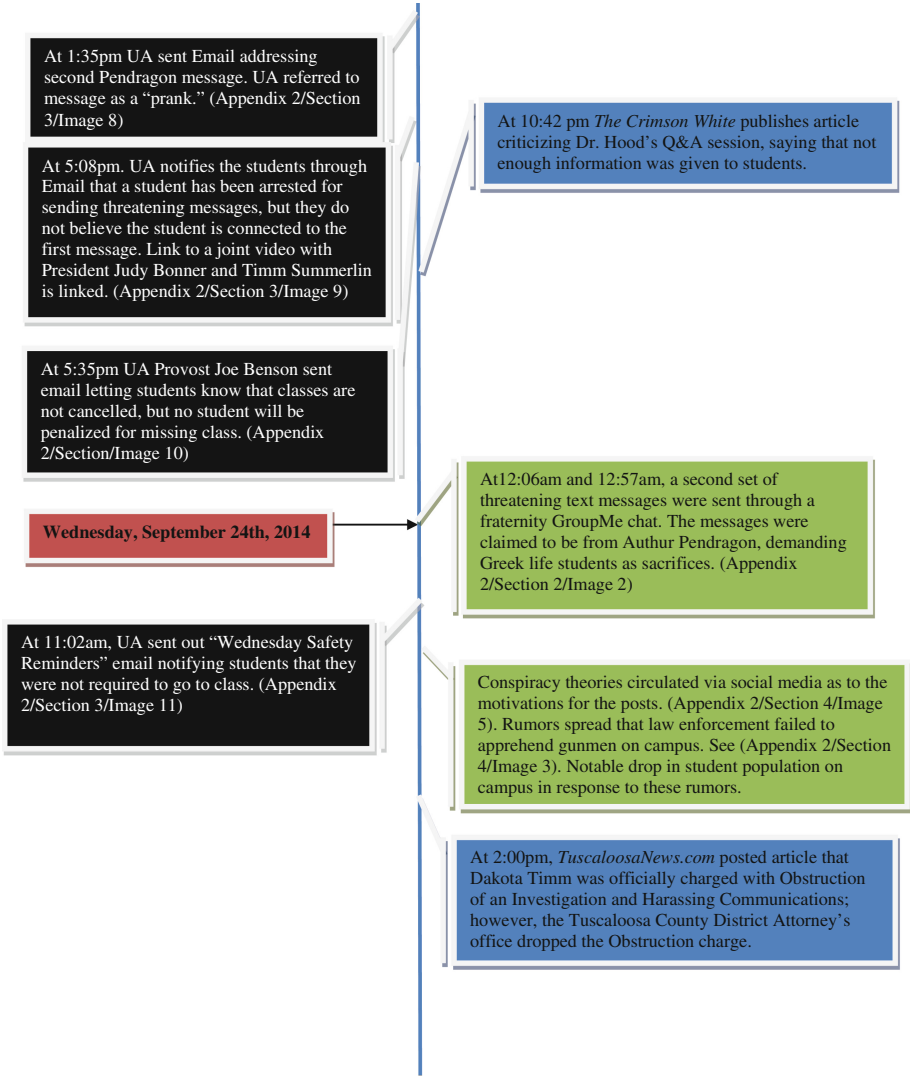 At 1:35pm UA sent Email addressing
second Pendragon message. UA referred to
message as a “prank.” (Appendix 2/Section
3/Image 8)
At 10:42 pm The Crimson White publishes article
criticizing Dr. Hood’s Q&A session, saying that not
enough information was given to students.
At 5:08pm. UA notifies the students through
Email that a student has been arrested for
sending threatening messages, but they do
not believe the student is connected to the
first message. Link to a joint video with
President Judy Bonner and Timm Summerlin
is linked. (Appendix 2/Section 3/Image 9)
At 5:35pm UA Provost Joe Benson sent
email letting students know that classes are
not cancelled, but no student will be
penalized for missing class. (Appendix
2/Section/Image 10)
At12:06am and 12:57am, a second set of
threatening text messages were sent through a
fraternity GroupMe chat. The messages were
claimed to be from Authur Pendragon, demanding
Greek life students as sacrifices. (Appendix
2/Section 2/Image 2)
Wednesday, September 24th, 2014
At 11:02am, UA sent out “Wednesday Safety
Reminders” email notifying students that they
were not required to go to class. (Appendix
2/Section 3/Image 11)
Conspiracy theories circulated via social media as to the
motivations for the posts. (Appendix 2/Section 4/Image
5). Rumors spread that law enforcement failed to
apprehend gunmen on campus. See (Appendix 2/Section
4/Image 3). Notable drop in student population on
campus in response to these rumors.
At 2:00pm, TuscaloosaNews.com posted article that
Dakota Timm was officially charged with Obstruction
of an Investigation and Harassing Communications;
however, the Tuscaloosa County District Attorney’s
office dropped the Obstruction charge.